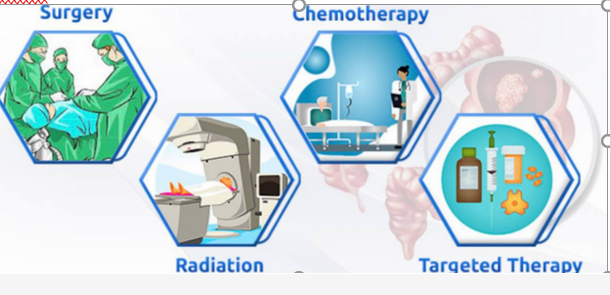 Surgery
Chemotherapy
Radiation
Targeted Therapy